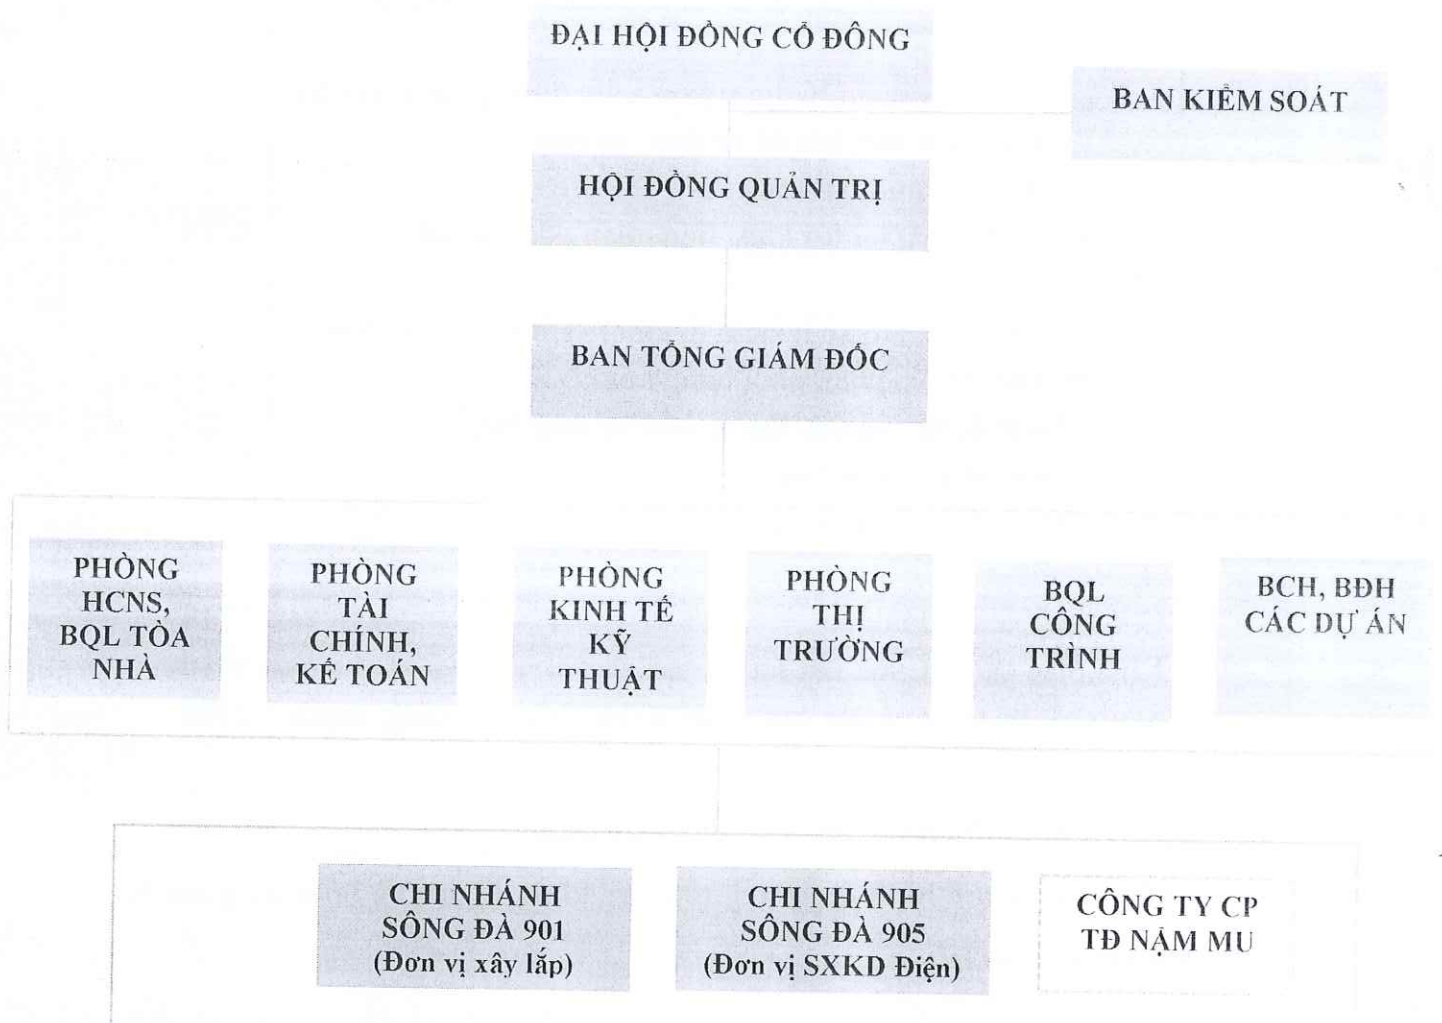 ĐẠI HỘI ĐỒNG CỔ ĐÔNG
BAN KIỂM SOÁT
HỘI ĐỒNG QUẢN TRỊ
BAN TỔNG GIÁM ĐỐC
PHÒNG
HCNS,
BQL TÒA
NHÀ
PHÒNG
TÀI
CHÍNH,
KẾ TOÁN
PHÒNG
KINH TẾ
KỸ
THUẬT
PHÒNG
THỊ
TRƯỜNG
BQL
CÔNG
TRÌNH
BCH, BĐH
CÁC DỰ ÁN
CHI NHÁNH
SÔNG ĐÀ 901
(Đơn vị xây lắp)
CHI NHÁNH
SÔNG ĐÀ 905
(Đơn vị SXKD Điện)
CÔNG TY CP
TĐ NẬM MU